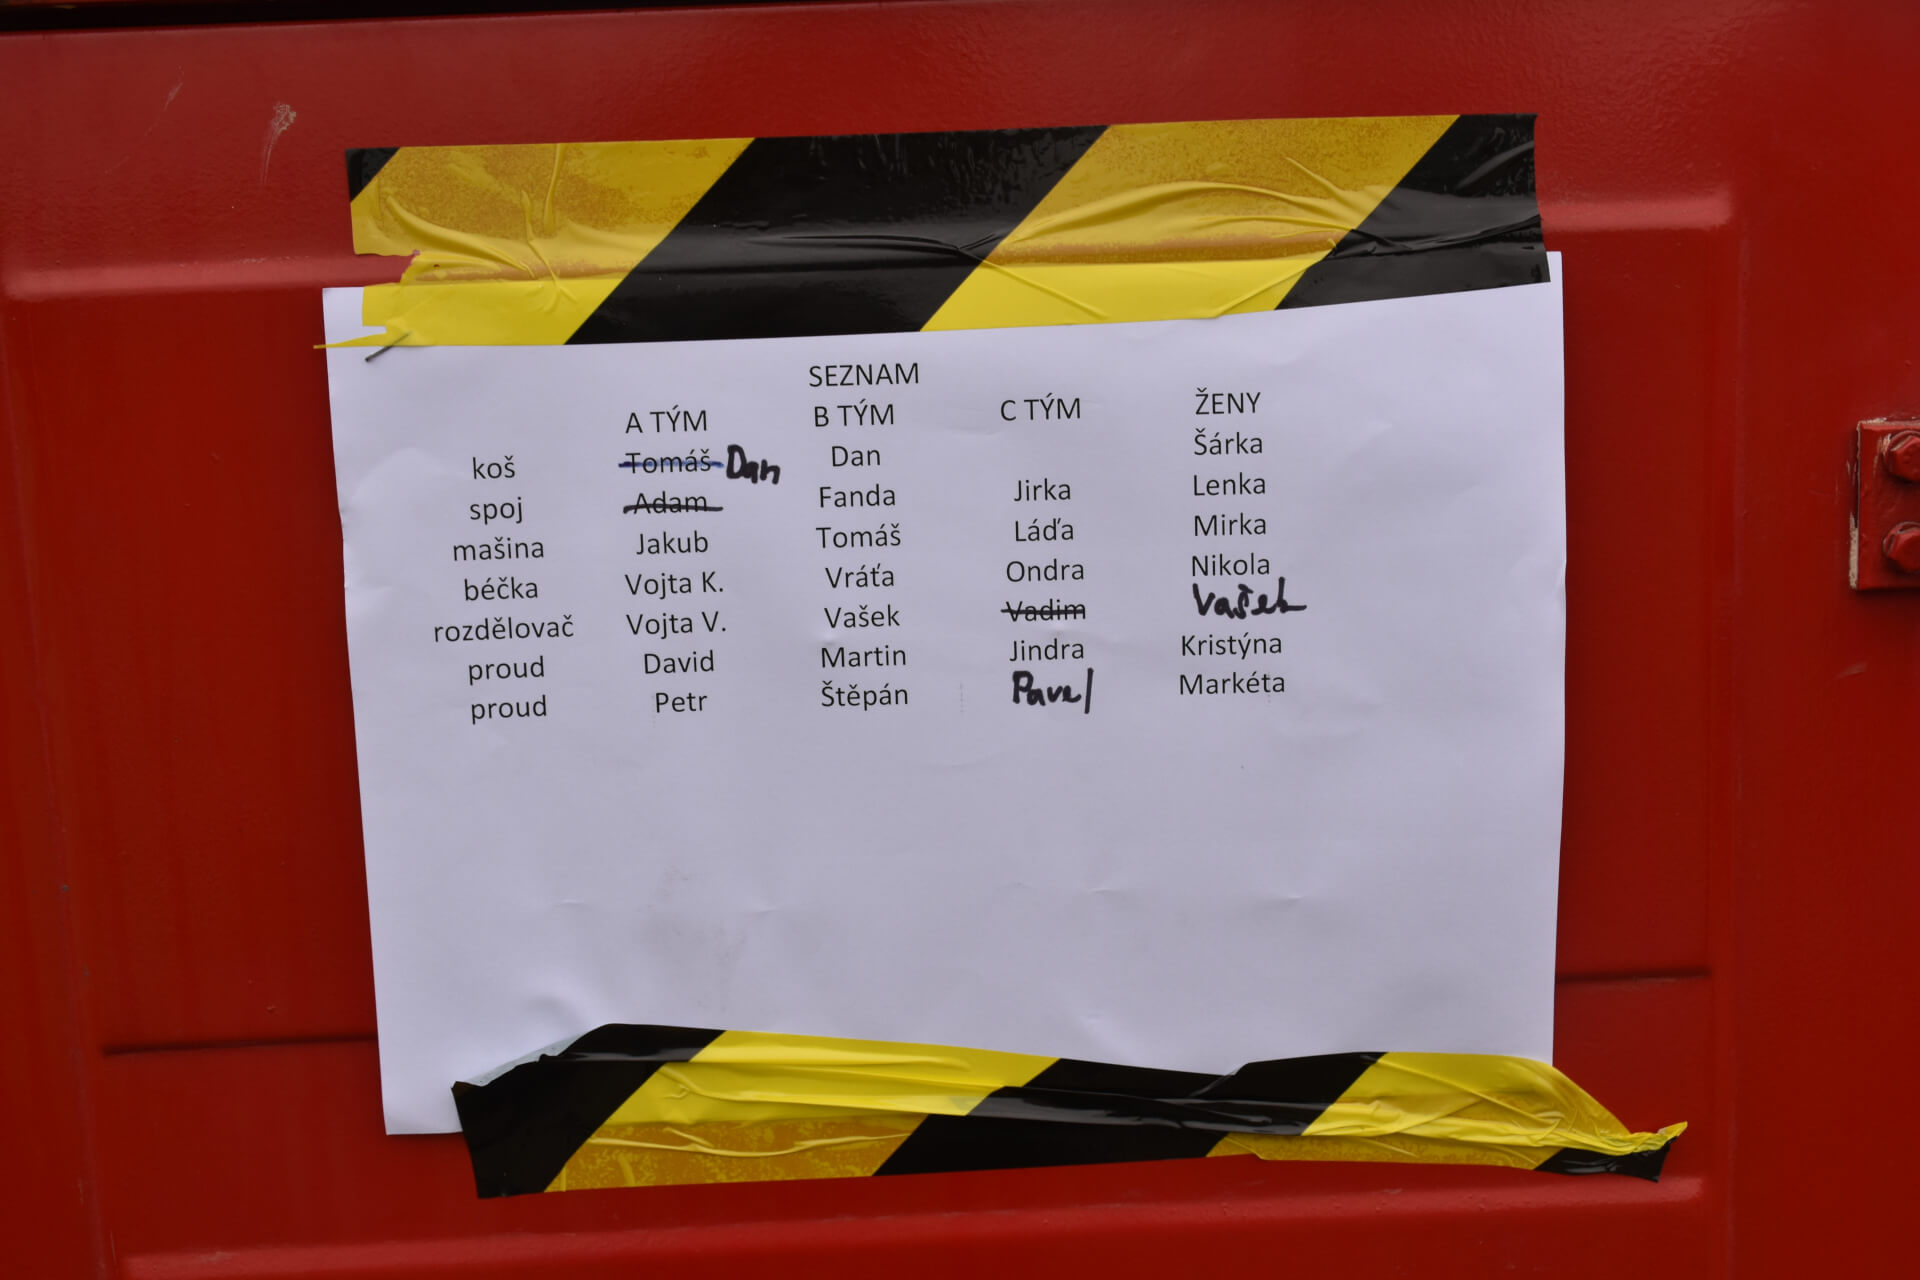 SEZNAM
A TÝM B TÝM C TÝM ŽENY
koš Tomáš Dan Dan Šárka
spoj Adam Fanda Jirka Lenka
mašina Jakub Tomáš Láďa Mirka
béčka Vojta K. Vráťa Ondra Nikola
rozdělovač Vojta V. Vašek Vadim Vašek
proud David Martin Jindra Kristýna
proud Petr Štěpán Pavel Markéta